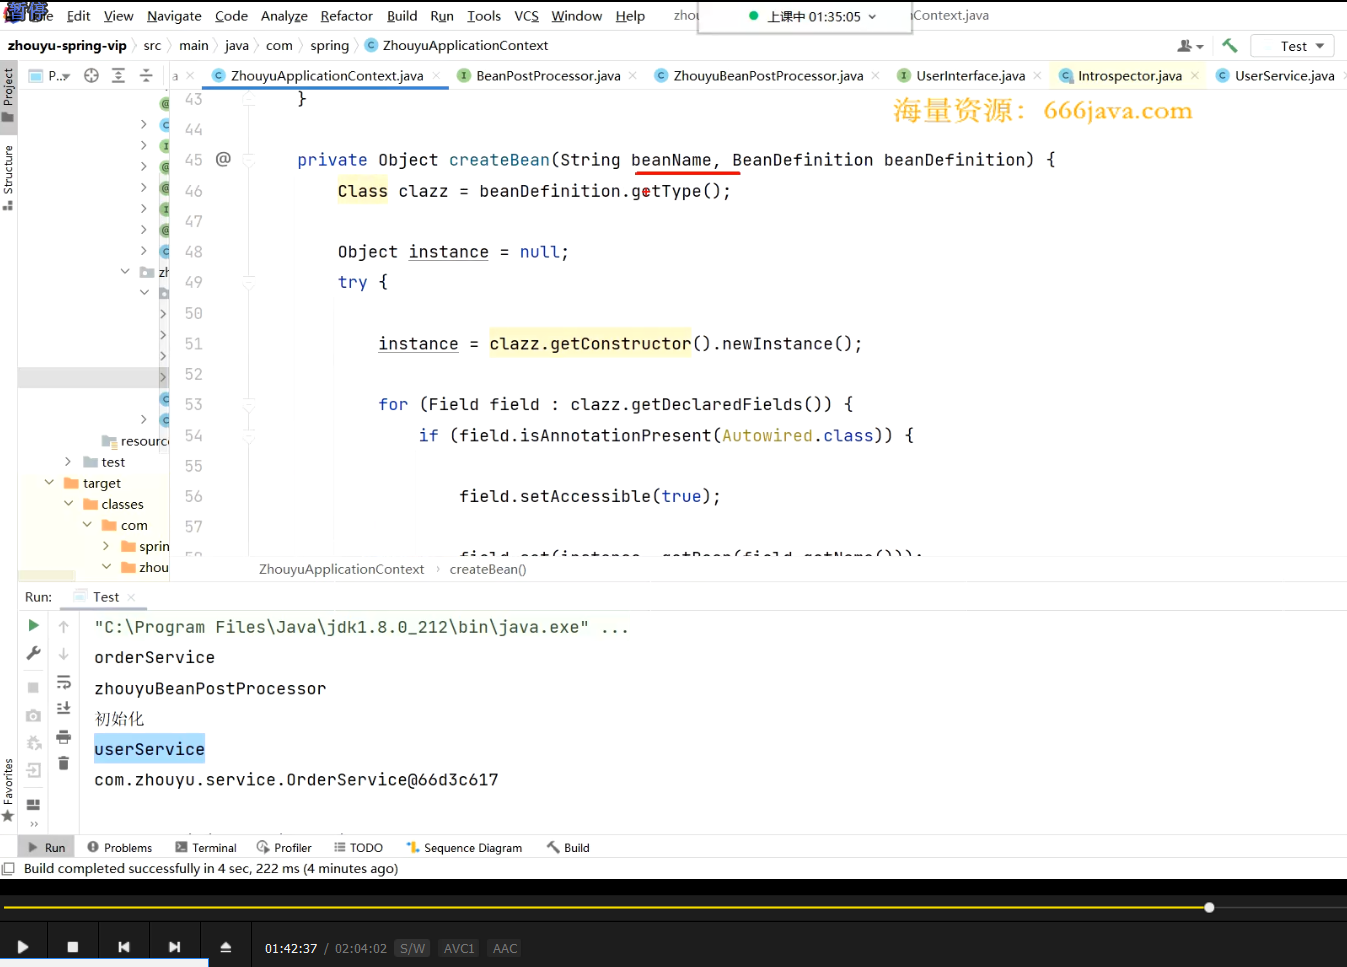 暂停
File Edit View Navigate Code Analyze Refactor Build Run Tools VCS Window Help
上课中 01:35:05
Context.java
zhouyu-spring-vip src main java com spring ZhouyuApplicationContext
Test
P..
ZhouyuApplicationContext.java
BeanPostProcessor.java
ZhouyuBeanPostProcessor.java
UserInterface.java
Introspector.java
UserService.java
海量资源： 666java.com
Project
Structure
Favorites
43 }
44
45 @ private Object createBean(String beanName, BeanDefinition beanDefinition) {
46 Class clazz = beanDefinition.getType();
47
48 Object instance = null;
49 try {
50
51 instance = clazz.getConstructor().newInstance();
52
53 for (Field field : clazz.getDeclaredFields()) {
54 if (field.isAnnotationPresent(Autowired.class)) {
55
56 field.setAccessible(true);
57
58 field.set(instance, getBean(field.getName()));
resourc
test
target
classes
com
sprin
zhou
ZhouyuApplicationContext › createBean()
Run: Test
"C:\Program Files\Java\jdk1.8.0_212\bin\java.exe" ...
orderService
zhouyuBeanPostProcessor
初始化
userService
com.zhouyu.service.OrderService@66d3c617
Run Problems Terminal Profiler TODO Sequence Diagram Build
Build completed successfully in 4 sec, 222 ms (4 minutes ago)
01:42:37 / 02:04:02 S/W AVC1 AAC